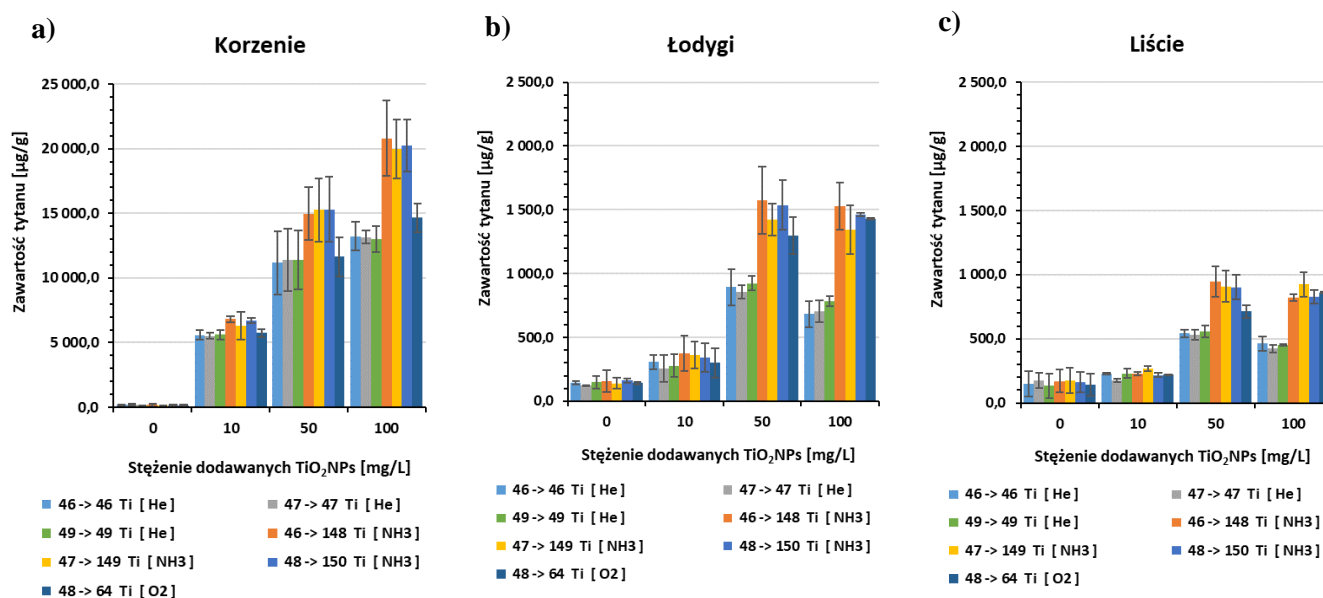 a)
Korzenie
Zawartość tytanu [µg/g]
25 000,0
20 000,0
15 000,0
10 000,0
5 000,0
0,0
0 10 50 100
Stężenie dodawanych TiO₂NPs [mg/L]
46 -> 46 Ti [ He ]
47 -> 47 Ti [ He ]
49 -> 49 Ti [ He ]
46 -> 148 Ti [ NH3 ]
47 -> 149 Ti [ NH3 ]
48 -> 150 Ti [ NH3 ]
48 -> 64 Ti [ O2 ]
b)
Łodygi
Zawartość tytanu [µg/g]
2 500,0
2 000,0
1 500,0
1 000,0
500,0
0,0
0 10 50 100
Stężenie dodawanych TiO₂NPs [mg/L]
46 -> 46 Ti [ He ]
47 -> 47 Ti [ He ]
49 -> 49 Ti [ He ]
46 -> 148 Ti [ NH3 ]
47 -> 149 Ti [ NH3 ]
48 -> 150 Ti [ NH3 ]
48 -> 64 Ti [ O2 ]
c)
Liście
Zawartość tytanu [µg/g]
2 500,0
2 000,0
1 500,0
1 000,0
500,0
0,0
0 10 50 100
Stężenie dodawanych TiO₂NPs [mg/L]
46 -> 46 Ti [ He ]
47 -> 47 Ti [ He ]
49 -> 49 Ti [ He ]
46 -> 148 Ti [ NH3 ]
47 -> 149 Ti [ NH3 ]
48 -> 150 Ti [ NH3 ]
48 -> 64 Ti [ O2 ]